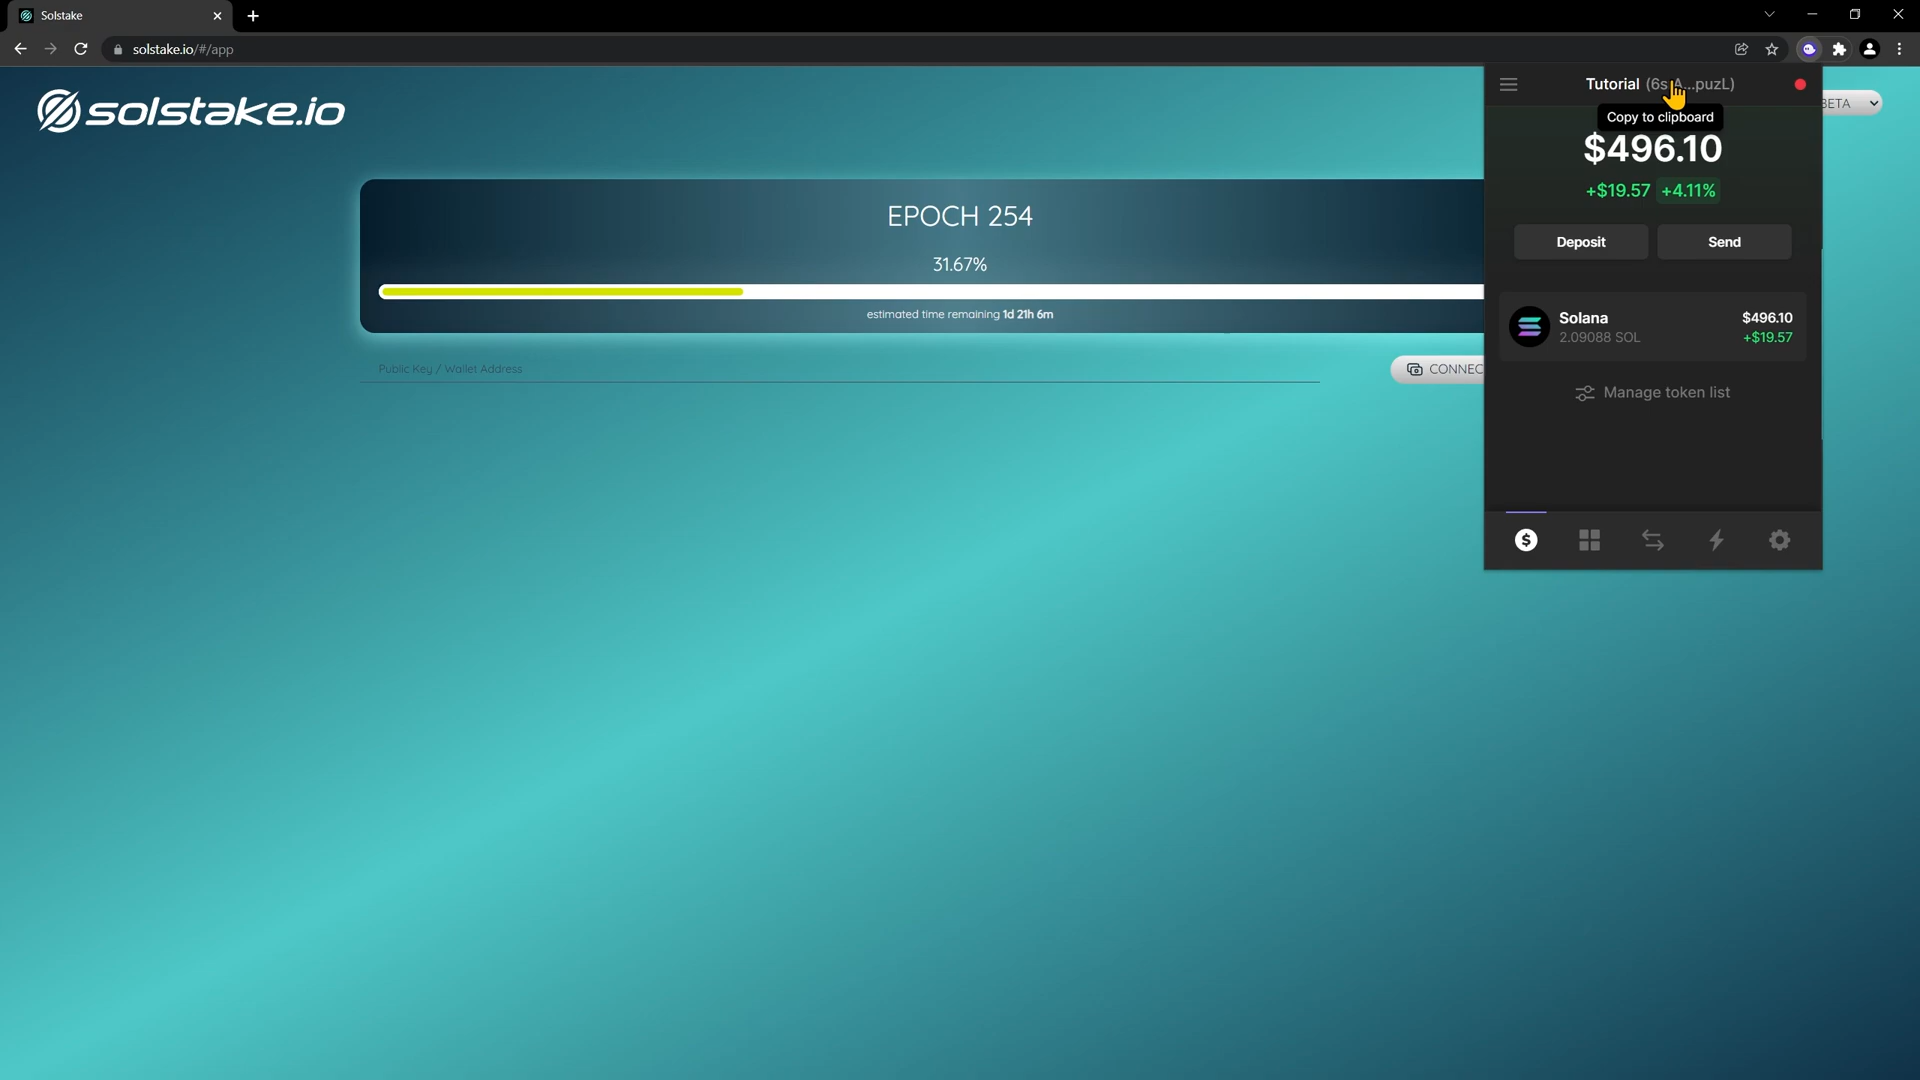 Solstake
solstake.io/#/app
solstake.io
Tutorial (6s
puzL)
Copy to clipboard
BETA
$496.10
+$19.57 +4.11%
Deposit
Send
EPOCH 254
31.67%
estimated time remaining 1d 21h 6m
Public Key / Wallet Address
CONNEC
Solana
$496.10
2.09088 SOL
+$19.57
Manage token list